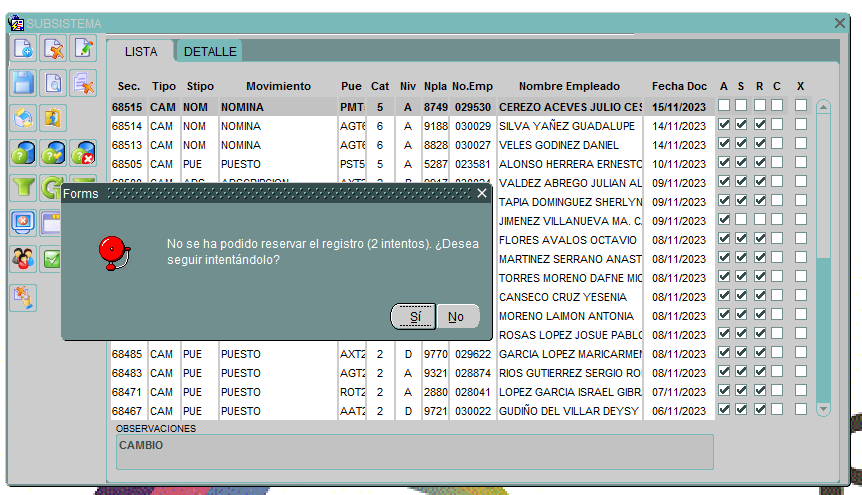 SUBSISTEMA
LISTA DETALLE
Sec. Tipo Stipo Movimiento Pue Cat Niv Npla No.Emp Nombre Empleado Fecha Doc A S R C X
68515 CAM NOM NOMINA PMT 5 A 8749 029530 CEREZO ACEVES JULIO CES 15/11/2023
68514 CAM NOM NOMINA AGT6 6 A 9188 030029 SILVA YAÑEZ GUADALUPE 14/11/2023
68513 CAM NOM NOMINA AGT6 6 A 8828 030027 VELES GODINEZ DANIEL 14/11/2023
68505 CAM PUE PUESTO PST5 5 A 5287 023581 ALONSO HERRERA ERNESTO 10/11/2023
VALDEZ ABREGO JULIAN AL 09/11/2023
TAPIA DOMINGUEZ SHERLYN 09/11/2023
JIMENEZ VILLANUEVA MA. C. 09/11/2023
FLORES AVALOS OCTAVIO 08/11/2023
MARTINEZ SERRANO ANAST 08/11/2023
TORRES MORENO DAFNE MIC 08/11/2023
CANSECO CRUZ YESENIA 08/11/2023
MORENO LAIMON ANTONIA 08/11/2023
ROSAS LOPEZ JOSUE PABLO 08/11/2023
Forms
No se ha podido reservar el registro (2 intentos). ¿Desea
seguir intentándolo?
Sí No
68485 CAM PUE PUESTO AXT2 2 D 9770 029622 GARCIA LOPEZ MARICARMEN 08/11/2023
68483 CAM PUE PUESTO AGT2 2 A 9321 028874 RIOS GUTIERREZ SERGIO RO 08/11/2023
68471 CAM PUE PUESTO ROT2 2 A 2880 028041 LOPEZ GARCIA ISRAEL GIBR 07/11/2023
68467 CAM PUE PUESTO AAT2 2 D 9721 030022 GUDIÑO DEL VILLAR DEYSY 06/11/2023
OBSERVACIONES
CAMBIO